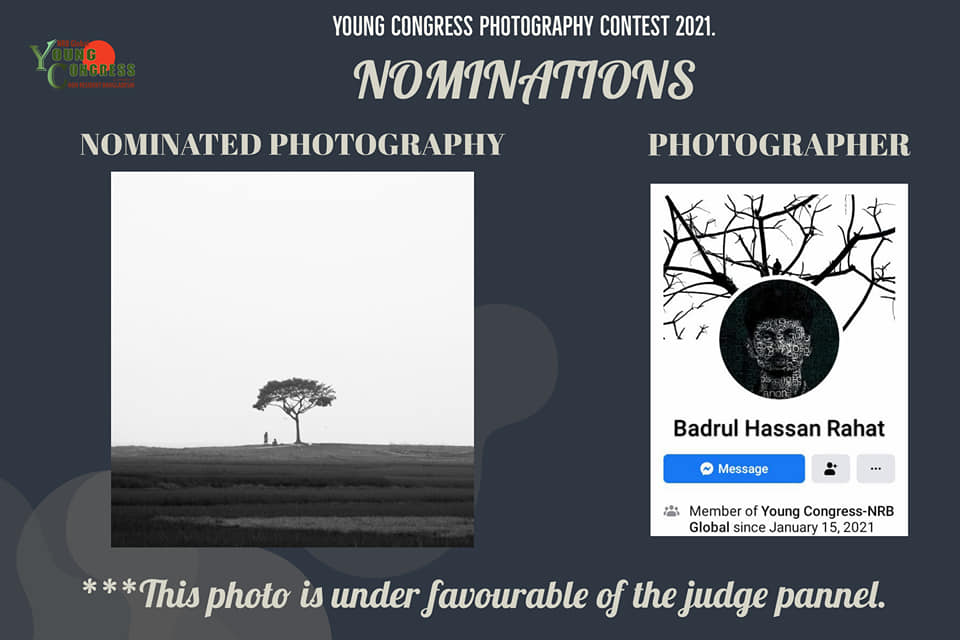 YOUNG CONGRESS PHOTOGRAPHY CONTEST 2021.
NOMINATIONS
YOUNG
CONGRESS
NOMINATED PHOTOGRAPHY
PHOTOGRAPHER
Badrul Hassan Rahat
Message
Member of Young Congress-NRB
Global since January 15, 2021
***This photo is under favourable of the judge pannel.